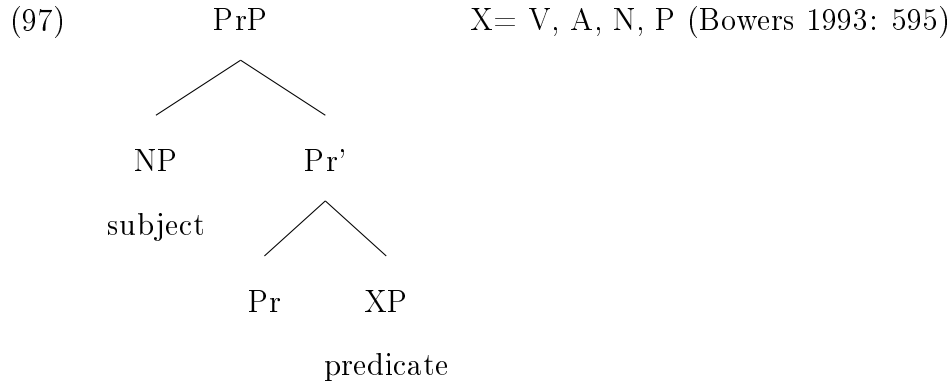 (97) PrP X= V, A, N, P (Bowers 1993: 595)
NP Pr'
subject
Pr XP
predicate